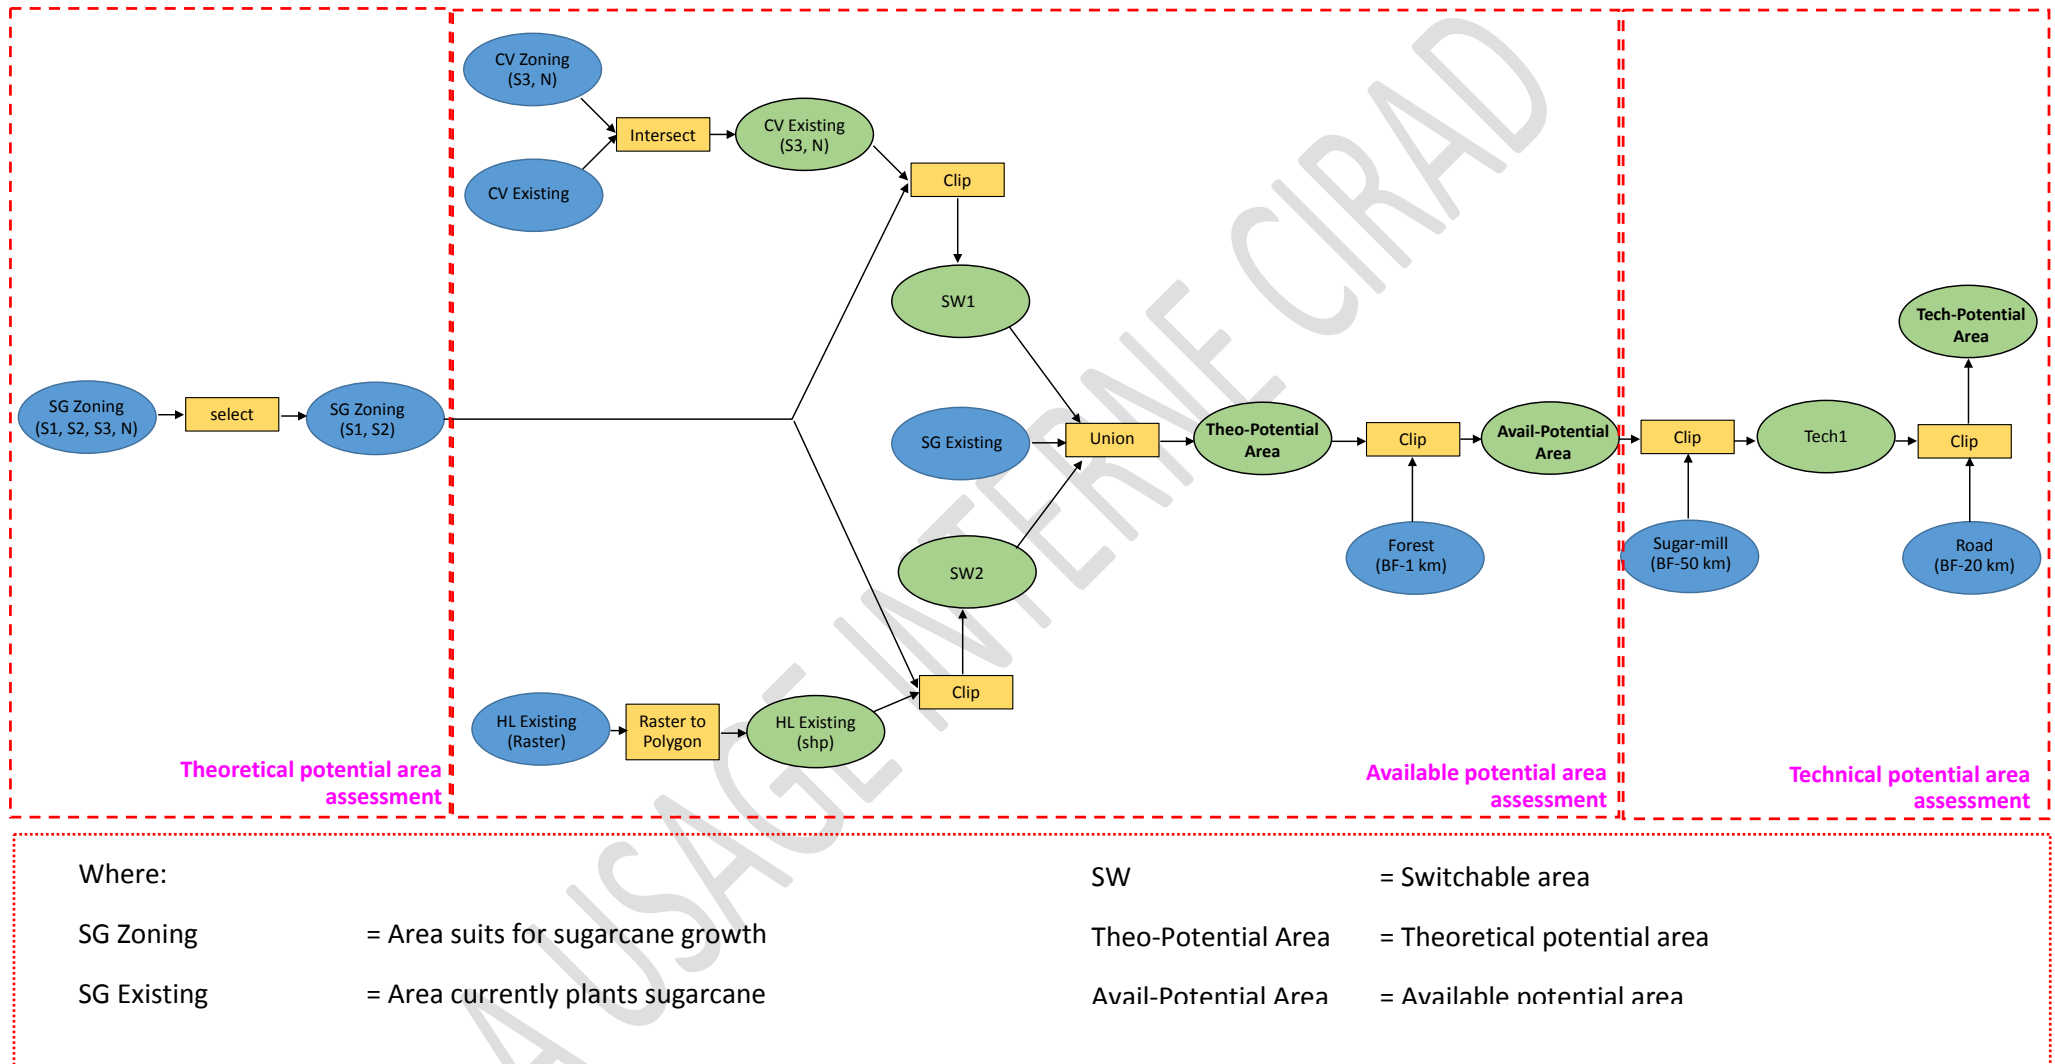 CV Zoning
(S3, N)
Intersect
CV Existing
(S3, N)
CV Existing
Clip
SW1
SG Zoning
(S1, S2, S3, N)
select
SG Zoning
(S1, S2)
SG Existing
Union
Theo-Potential
Area
Clip
Avail-Potential
Area
Clip
Tech1
Clip
Tech-Potential
Area
SW2
Forest
(BF-1 km)
Sugar-mill
(BF-50 km)
Road
(BF-20 km)
HL Existing
(Raster)
Raster to
Polygon
HL Existing
(shp)
Clip
Theoretical potential area
assessment
Available potential area
assessment
Technical potential area
assessment
Where:
SG Zoning = Area suits for sugarcane growth
SG Existing = Area currently plants sugarcane
SW = Switchable area
Theo-Potential Area = Theoretical potential area
Avail-Potential Area = Available potential area
A USAGE INTERNE CIRAD